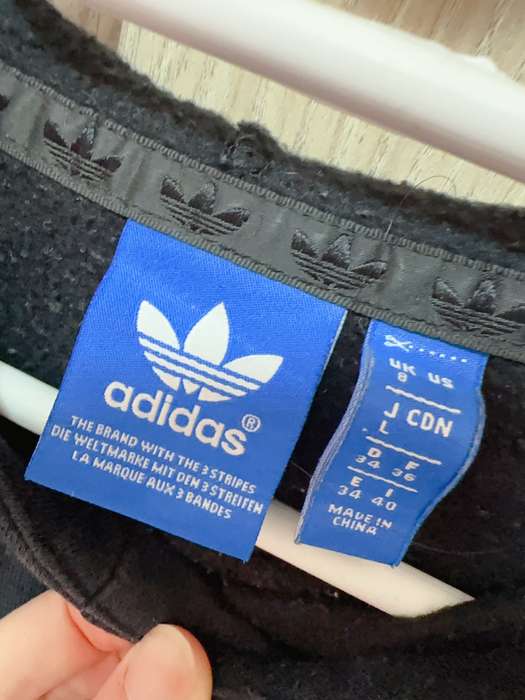 adidas®
THE BRAND WITH THE 3 STRIPES
DIE WELTMARKE MIT DEN 3 STREIFEN
LA MARQUE AUX 3 BANDES
UK US
8
J CDN
L
D F
34 36
E I
34 40
MADE IN
CHINA